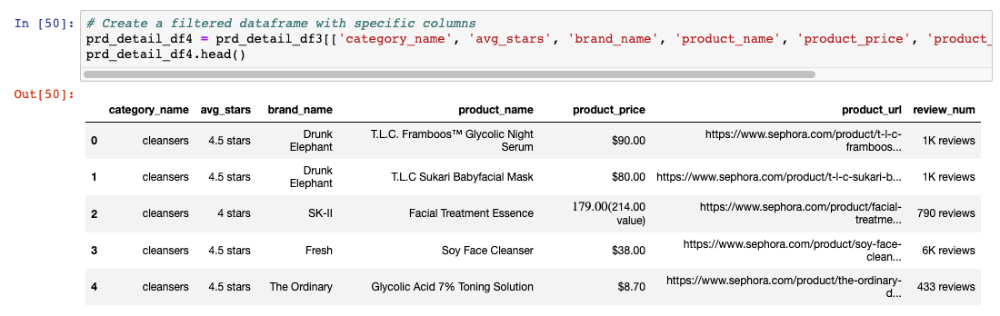 In [50]: # Create a filtered dataframe with specific columns
prd_detail_df4 = prd_detail_df3[['category_name', 'avg_stars', 'brand_name', 'product_name', 'product_price', 'product_
prd_detail_df4.head()
Out[50]:
category_name avg_stars brand_name product_name product_price product_url review_num
0 cleansers 4.5 stars Drunk Elephant T.L.C. Framboos™ Glycolic Night Serum $90.00 https://www.sephora.com/product/t-l-c-framboos... 1K reviews
1 cleansers 4.5 stars Drunk Elephant T.L.C Sukari Babyfacial Mask $80.00 https://www.sephora.com/product/t-l-c-sukari-b... 1K reviews
2 cleansers 4 stars SK-II Facial Treatment Essence 179.00(214.00 value) https://www.sephora.com/product/facial-treatme... 790 reviews
3 cleansers 4.5 stars Fresh Soy Face Cleanser $38.00 https://www.sephora.com/product/soy-face-clean... 6K reviews
4 cleansers 4.5 stars The Ordinary Glycolic Acid 7% Toning Solution $8.70 https://www.sephora.com/product/the-ordinary-d... 433 reviews